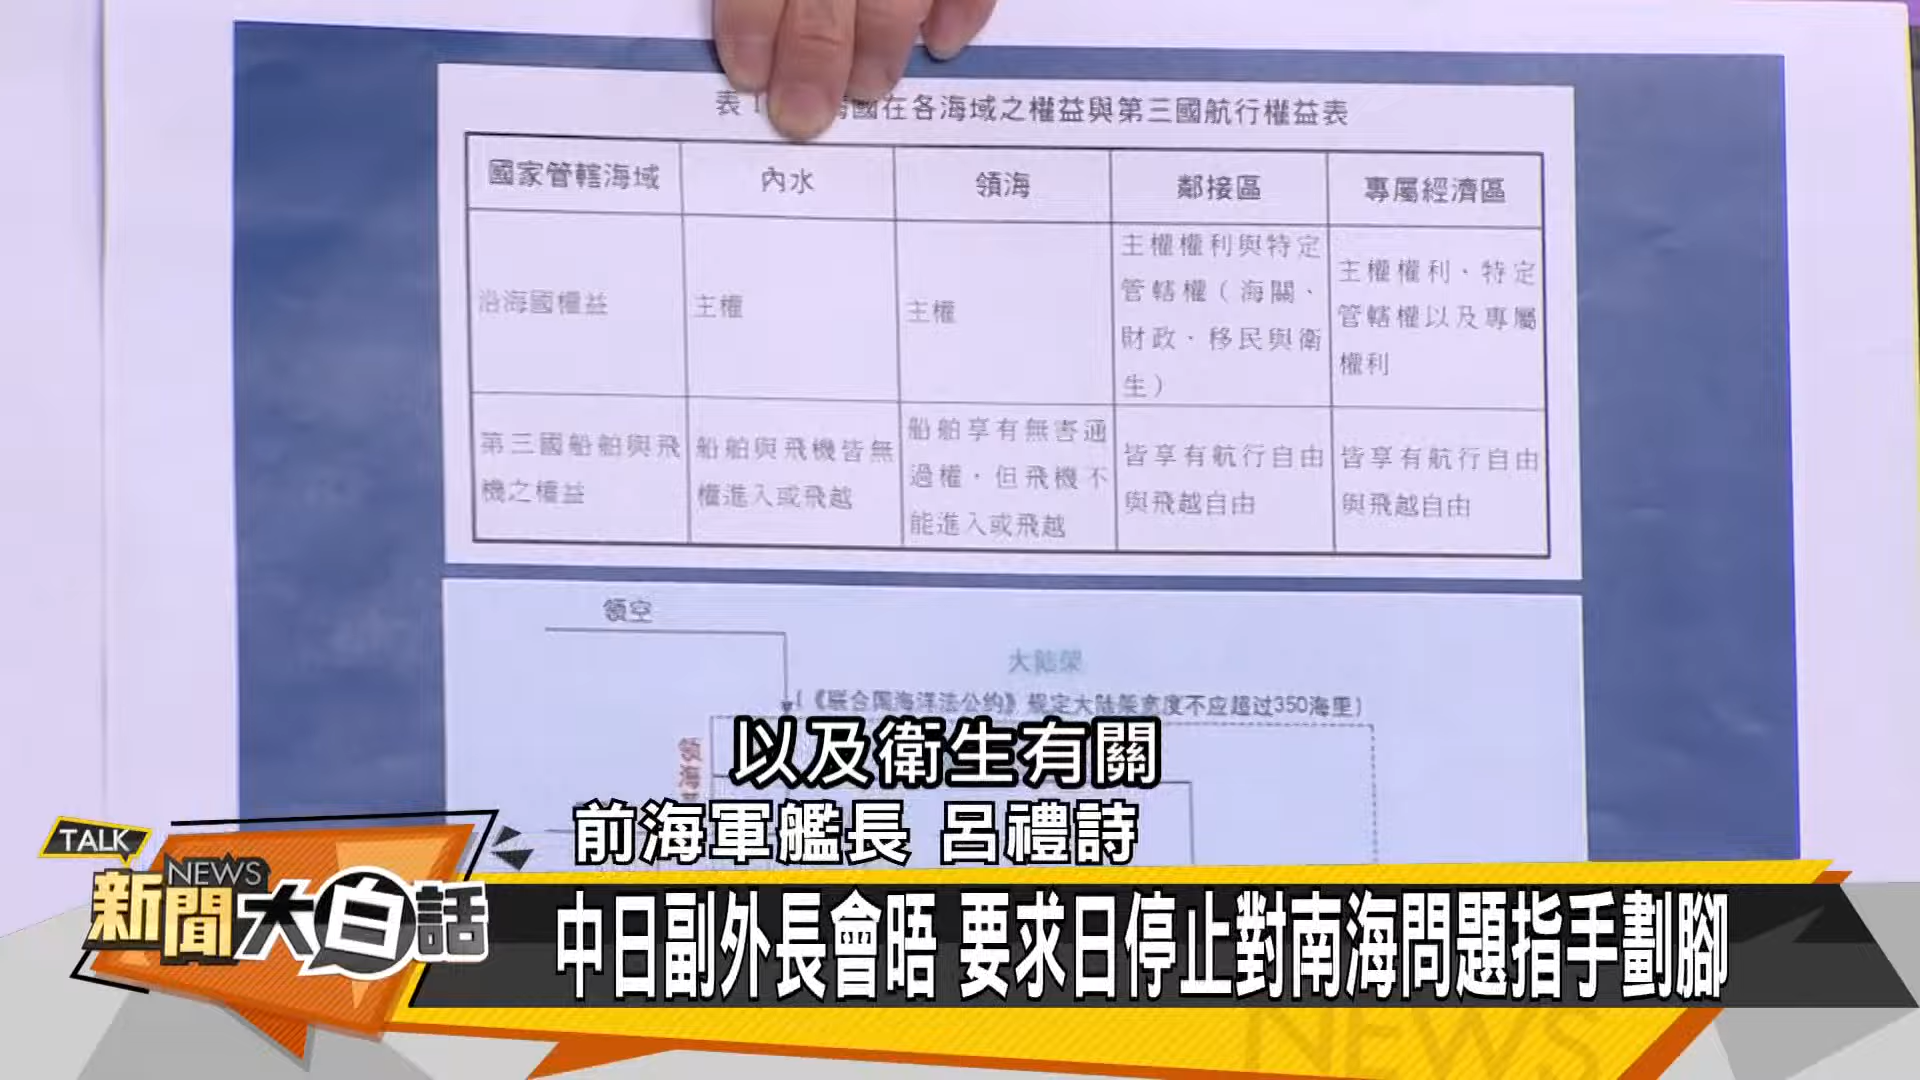 表1 灣國在各海域之權益與第三國航行權益表
國家管轄海域 內水 領海 鄰接區 專屬經濟區
沿海國權益 主權 主權
主權權利與特定
管轄權(海關、
財政、移民與衛
生)
主權權利、特定
管轄權以及專屬
權利
第三國船舶與飛
機之權益
船舶與飛機皆無
權進入或飛越
船舶享有無害通
過權,但飛機不
能進入或飛越
皆享有航行自由
與飛越自由
皆享有航行自由
與飛越自由
領空
大陆架
(《联合国海洋法公约》规定大陆架宽度不应超过350海里)
領海
以及衛生有關
前海軍艦長 呂禮詩
TALK
NEWS
新聞大白話
中日副外長會晤 要求日停止對南海問題指手劃腳
NEWS